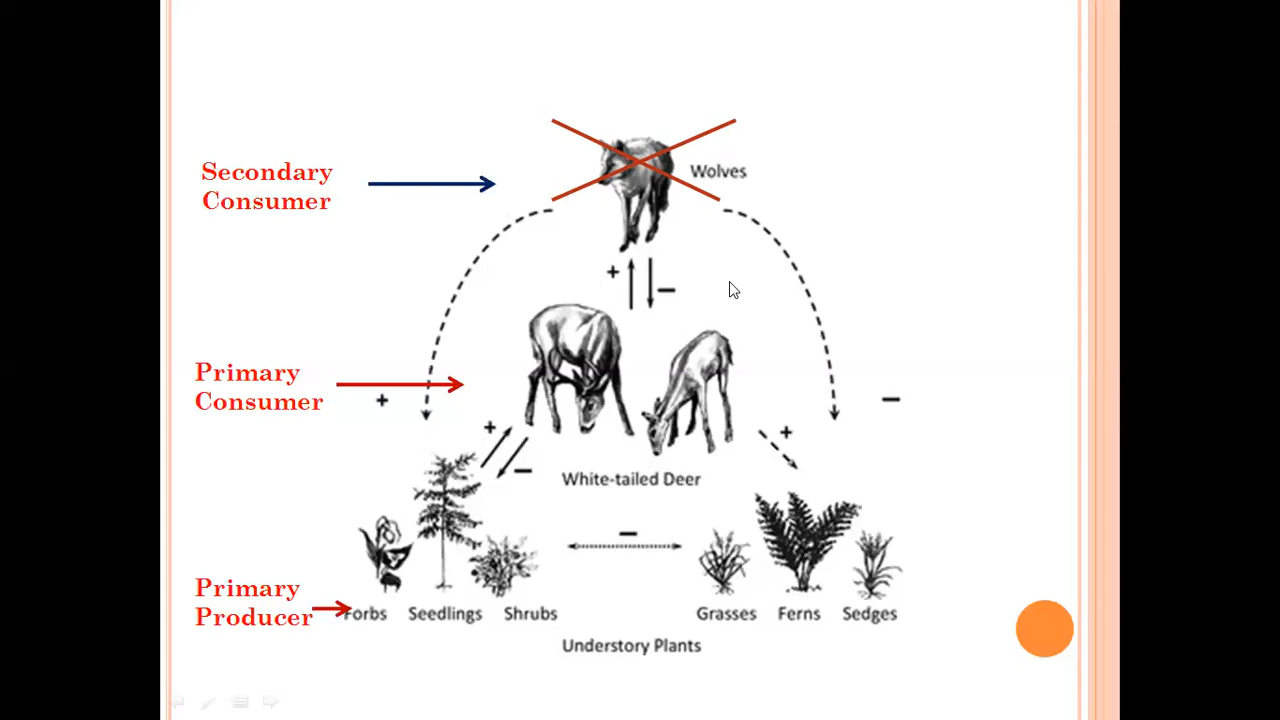 Secondary
Consumer
Wolves
+
−
Primary
Consumer
+
−
+
−
+
White-tailed Deer
−
Primary
Producer
Forbs
Seedlings
Shrubs
Grasses
Ferns
Sedges
Understory Plants